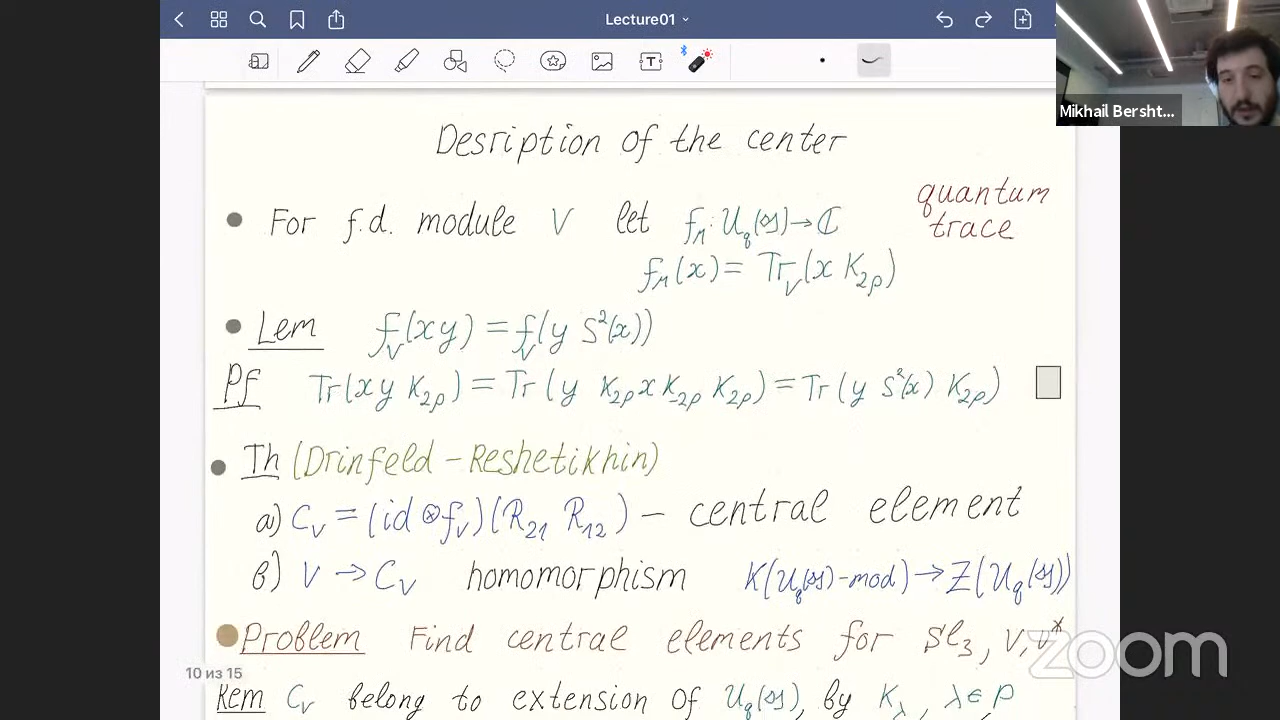 Lecture01
Mikhail Bersht...
Desription of the center
quantum
trace
• For f.d. module V let f_M: U_q(𝔤)→ℂ
f_M(x) = Tr_V(x K_{2ρ})
• Lem f_V(xy) = f_V(y S²(x))
Pf Tr(xy K_{2ρ}) = Tr(y K_{2ρ} x K_{-2ρ} K_{2ρ}) = Tr(y S²(x) K_{2ρ}) □
• Th (Drinfeld – Reshetikhin)
a) C_V = (id ⊗ f_V)(R_{21} R_{12}) – central element
b) V → C_V homomorphism K(U_q(𝔤)-mod) → Z(U_q(𝔤))
• Problem Find central elements for sl_3, V, V*
10 из 15
zoom
Rem C_V belong to extension of U_q(𝔤), by K_λ, λ∈P